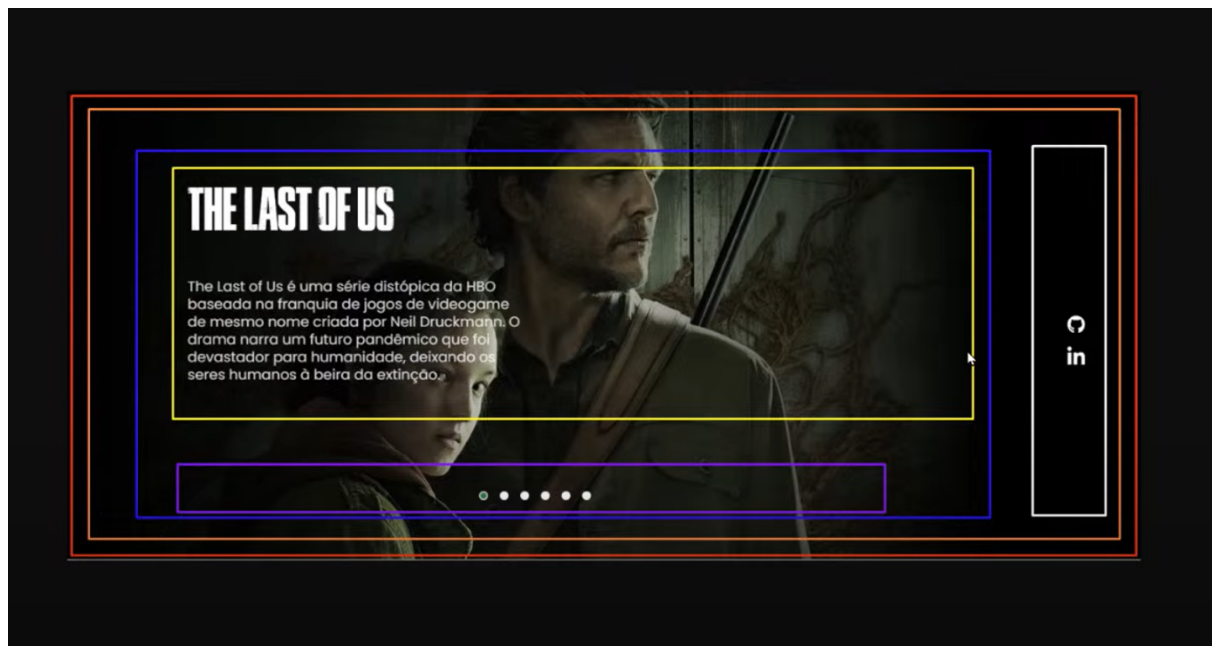 THE LAST OF US
The Last of Us é uma série distópica da HBO
baseada na franquia de jogos de videogame
de mesmo nome criada por Neil Druckmann. O
drama narra um futuro pandêmico que foi
devastador para humanidade, deixando os
seres humanos à beira da extinção.
in